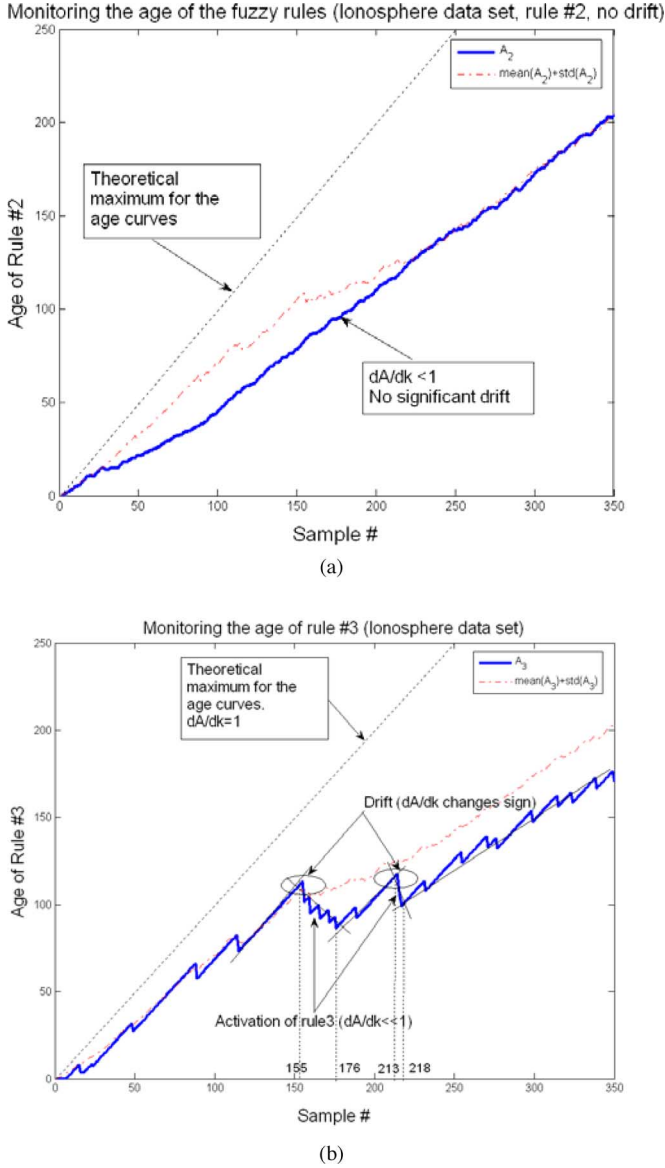 Monitoring the age of the fuzzy rules (Ionosphere data set, rule #2, no drift)
250
200
150
100
50
0
Age of Rule #2
A2
mean(A2)+std(A2)
Theoretical
maximum for the
age curves
dA/dk <1
No significant drift
0 50 100 150 200 250 300 350
Sample #
(a)
Monitoring the age of rule #3 (Ionosphere data set)
250
200
150
100
50
0
Age of Rule #3
A3
mean(A3)+std(A3)
Theoretical
maximum for the
age curves.
dA/dk=1
Drift (dA/dk changes sign)
Activation of rule3 (dA/dk<<1)
155 176 213 218
0 50 100 150 200 250 300 350
Sample #
(b)